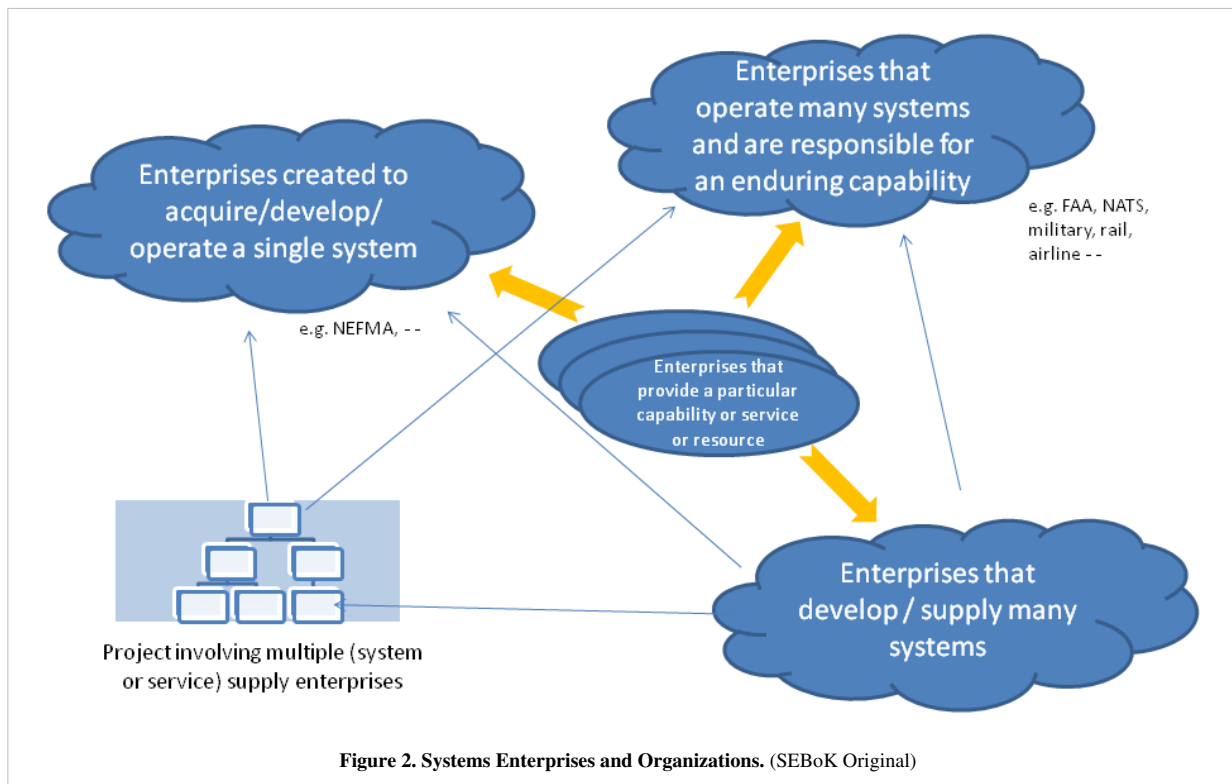 Enterprises that
operate many systems
and are responsible for
an enduring capability
e.g. FAA, NATS,
military, rail,
airline - -
Enterprises created to
acquire/develop/
operate a single system
e.g. NEFMA, - -
Enterprises that
provide a particular
capability or service
or resource
Enterprises that
develop / supply many
systems
Project involving multiple (system
or service) supply enterprises
Figure 2. Systems Enterprises and Organizations. (SEBoK Original)